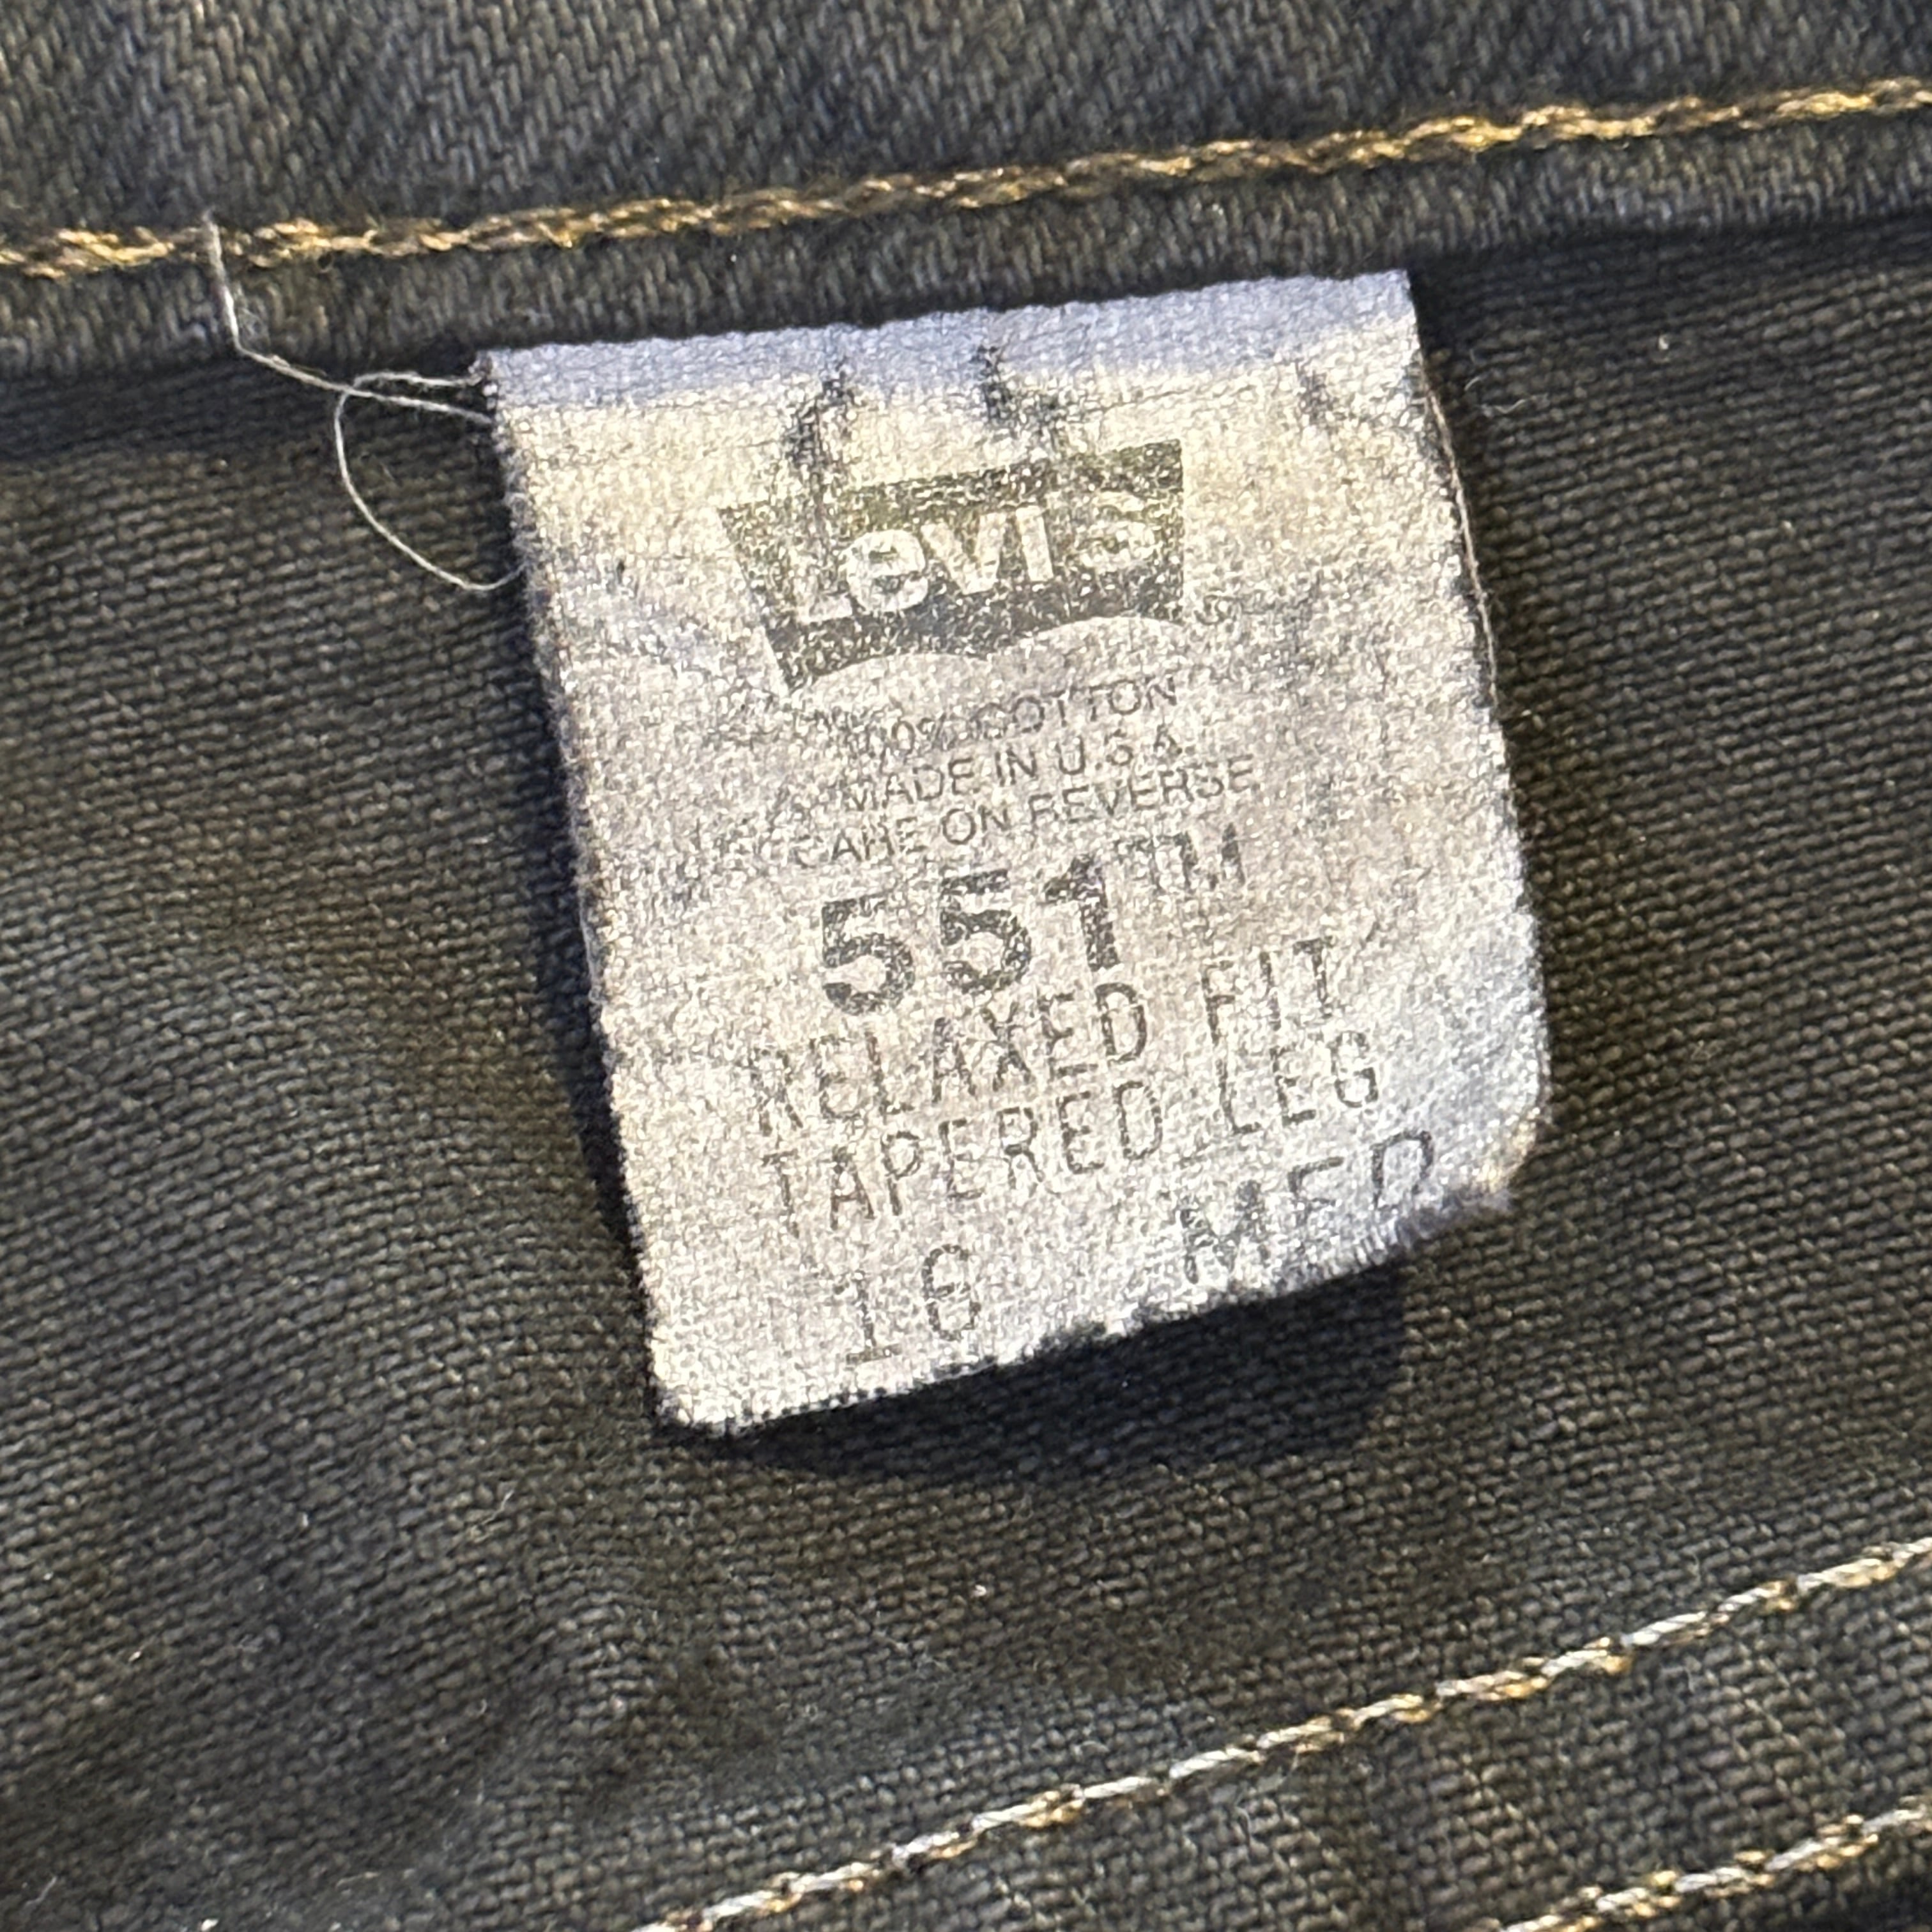 Levi's
100% COTTON
MADE IN U.S.A.
CARE ON REVERSE
551™
RELAXED FIT
TAPERED LEG
16 MED